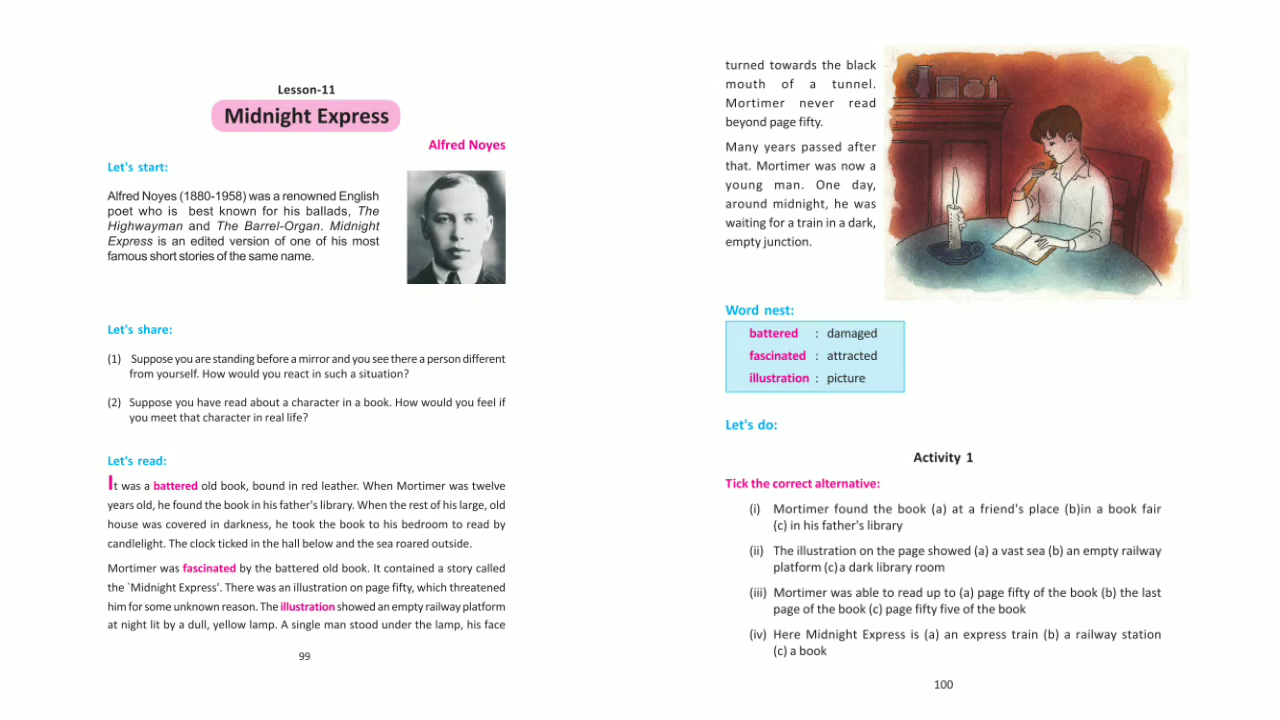 Lesson-11
Midnight Express
Alfred Noyes
Let's start:
Alfred Noyes (1880-1958) was a renowned English
poet who is best known for his ballads, The
Highwayman and The Barrel-Organ. Midnight
Express is an edited version of one of his most
famous short stories of the same name.
Let's share:
(1) Suppose you are standing before a mirror and you see there a person different
from yourself. How would you react in such a situation?
(2) Suppose you have read about a character in a book. How would you feel if
you meet that character in real life?
Let's read:
It was a battered old book, bound in red leather. When Mortimer was twelve
years old, he found the book in his father's library. When the rest of his large, old
house was covered in darkness, he took the book to his bedroom to read by
candlelight. The clock ticked in the hall below and the sea roared outside.
Mortimer was fascinated by the battered old book. It contained a story called
the `Midnight Express'. There was an illustration on page fifty, which threatened
him for some unknown reason. The illustration showed an empty railway platform
at night lit by a dull, yellow lamp. A single man stood under the lamp, his face
99
turned towards the black
mouth of a tunnel.
Mortimer never read
beyond page fifty.
Many years passed after
that. Mortimer was now a
young man. One day,
around midnight, he was
waiting for a train in a dark,
empty junction.
Word nest:
battered : damaged
fascinated : attracted
illustration : picture
Let's do:
Activity 1
Tick the correct alternative:
(i) Mortimer found the book (a) at a friend's place (b)in a book fair
(c) in his father's library
(ii) The illustration on the page showed (a) a vast sea (b) an empty railway
platform (c) a dark library room
(iii) Mortimer was able to read up to (a) page fifty of the book (b) the last
page of the book (c) page fifty five of the book
(iv) Here Midnight Express is (a) an express train (b) a railway station
(c) a book
100